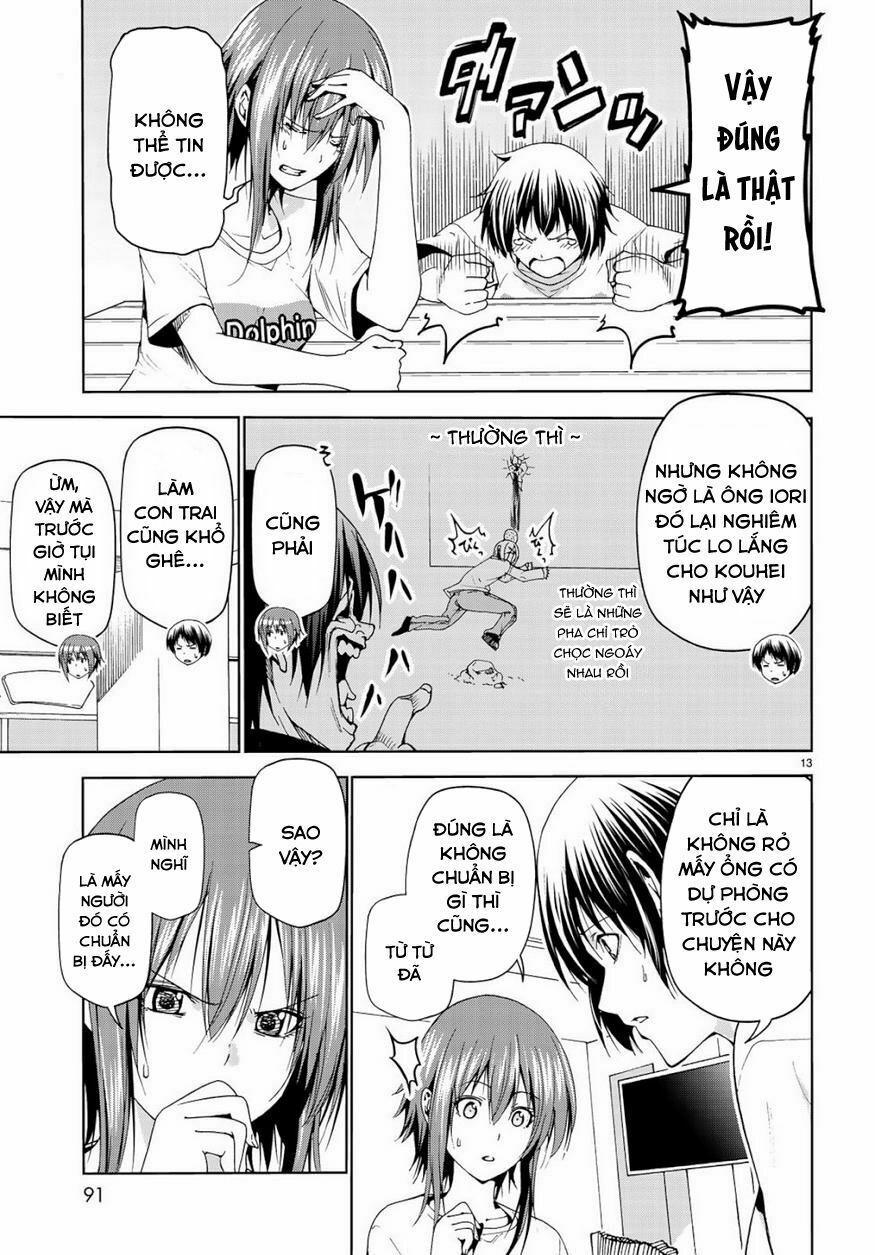 VẬY
ĐÚNG
LÀ THẬT
RỒI!
ダァンッ
KHÔNG
THỂ TIN
ĐƯỢC...
Dolphin
NHƯNG KHÔNG
NGỜ LÀ ÔNG IORI
ĐÓ LẠI NGHIÊM
TÚC LO LẮNG
CHO KOUHEI
NHƯ VẬY
~ THƯỜNG THÌ ~
THƯỜNG THÌ
SẼ LÀ NHỮNG
PHA CHỈ TRỎ
CHỌC NGOÁY
NHAU RỒI
CŨNG
PHẢI
LÀM
CON TRAI
CŨNG KHỔ
GHÊ...
ỪM,
VẬY MÀ
TRƯỚC
GIỜ TỤI
MÌNH
KHÔNG
BIẾT
13
CHỈ LÀ
KHÔNG RỎ
MẤY ỔNG CÓ
DỰ PHÒNG
TRƯỚC CHO
CHUYỆN NÀY
KHÔNG
ĐÚNG LÀ
KHÔNG
CHUẨN BỊ
GÌ THÌ
CŨNG...
TỪ TỪ
ĐÃ
SAO
VẬY?
MÌNH
NGHĨ
LÀ MẤY
NGƯỜI
ĐÓ CÓ
CHUẨN
BỊ ĐẤY...
91